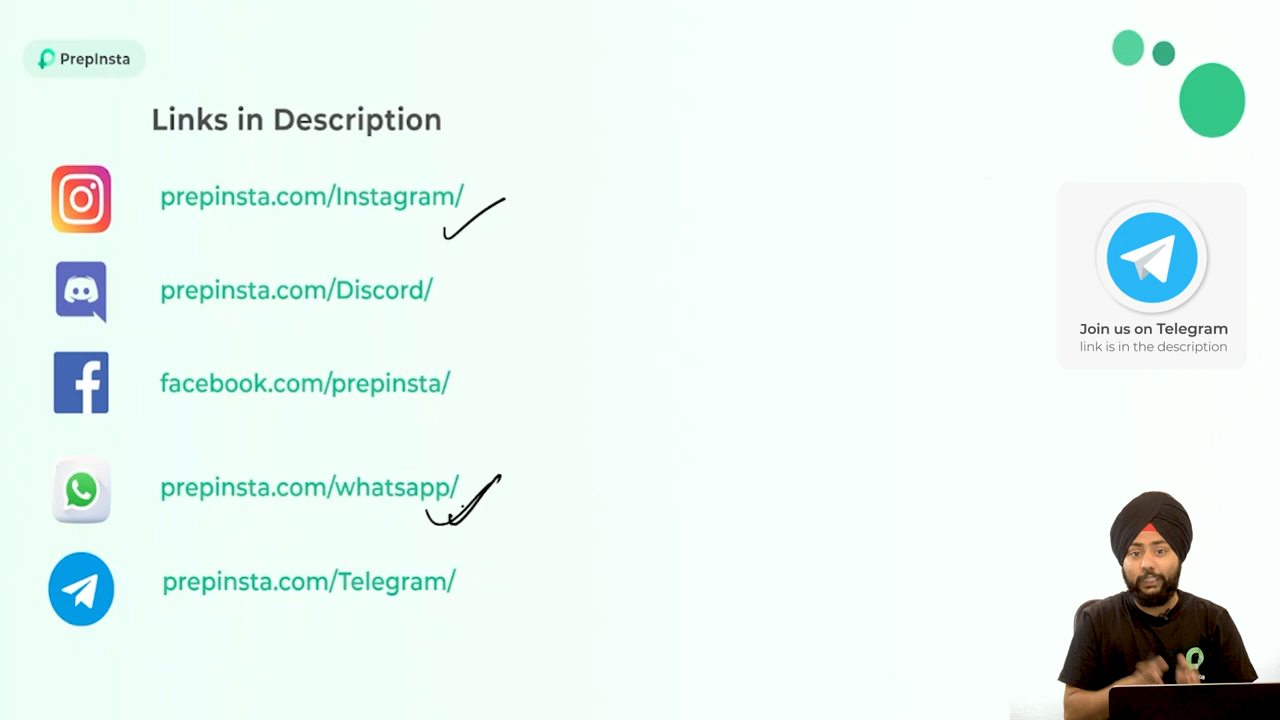 PrepInsta
Links in Description
prepinsta.com/Instagram/
prepinsta.com/Discord/
facebook.com/prepinsta/
prepinsta.com/whatsapp/
prepinsta.com/Telegram/
Join us on Telegram
link is in the description